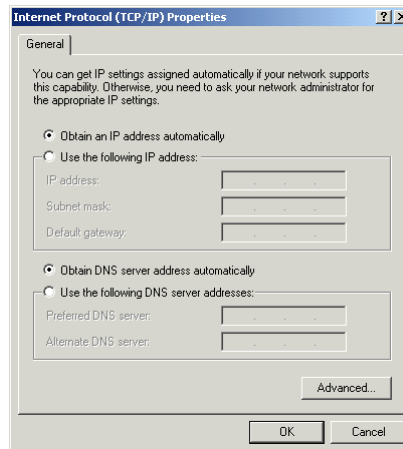 Internet Protocol (TCP/IP) Properties
General
You can get IP settings assigned automatically if your network supports
this capability. Otherwise, you need to ask your network administrator for
the appropriate IP settings.
Obtain an IP address automatically
Use the following IP address:
IP address:
Subnet mask:
Default gateway:
Obtain DNS server address automatically
Use the following DNS server addresses:
Preferred DNS server:
Alternate DNS server:
Advanced...
OK Cancel